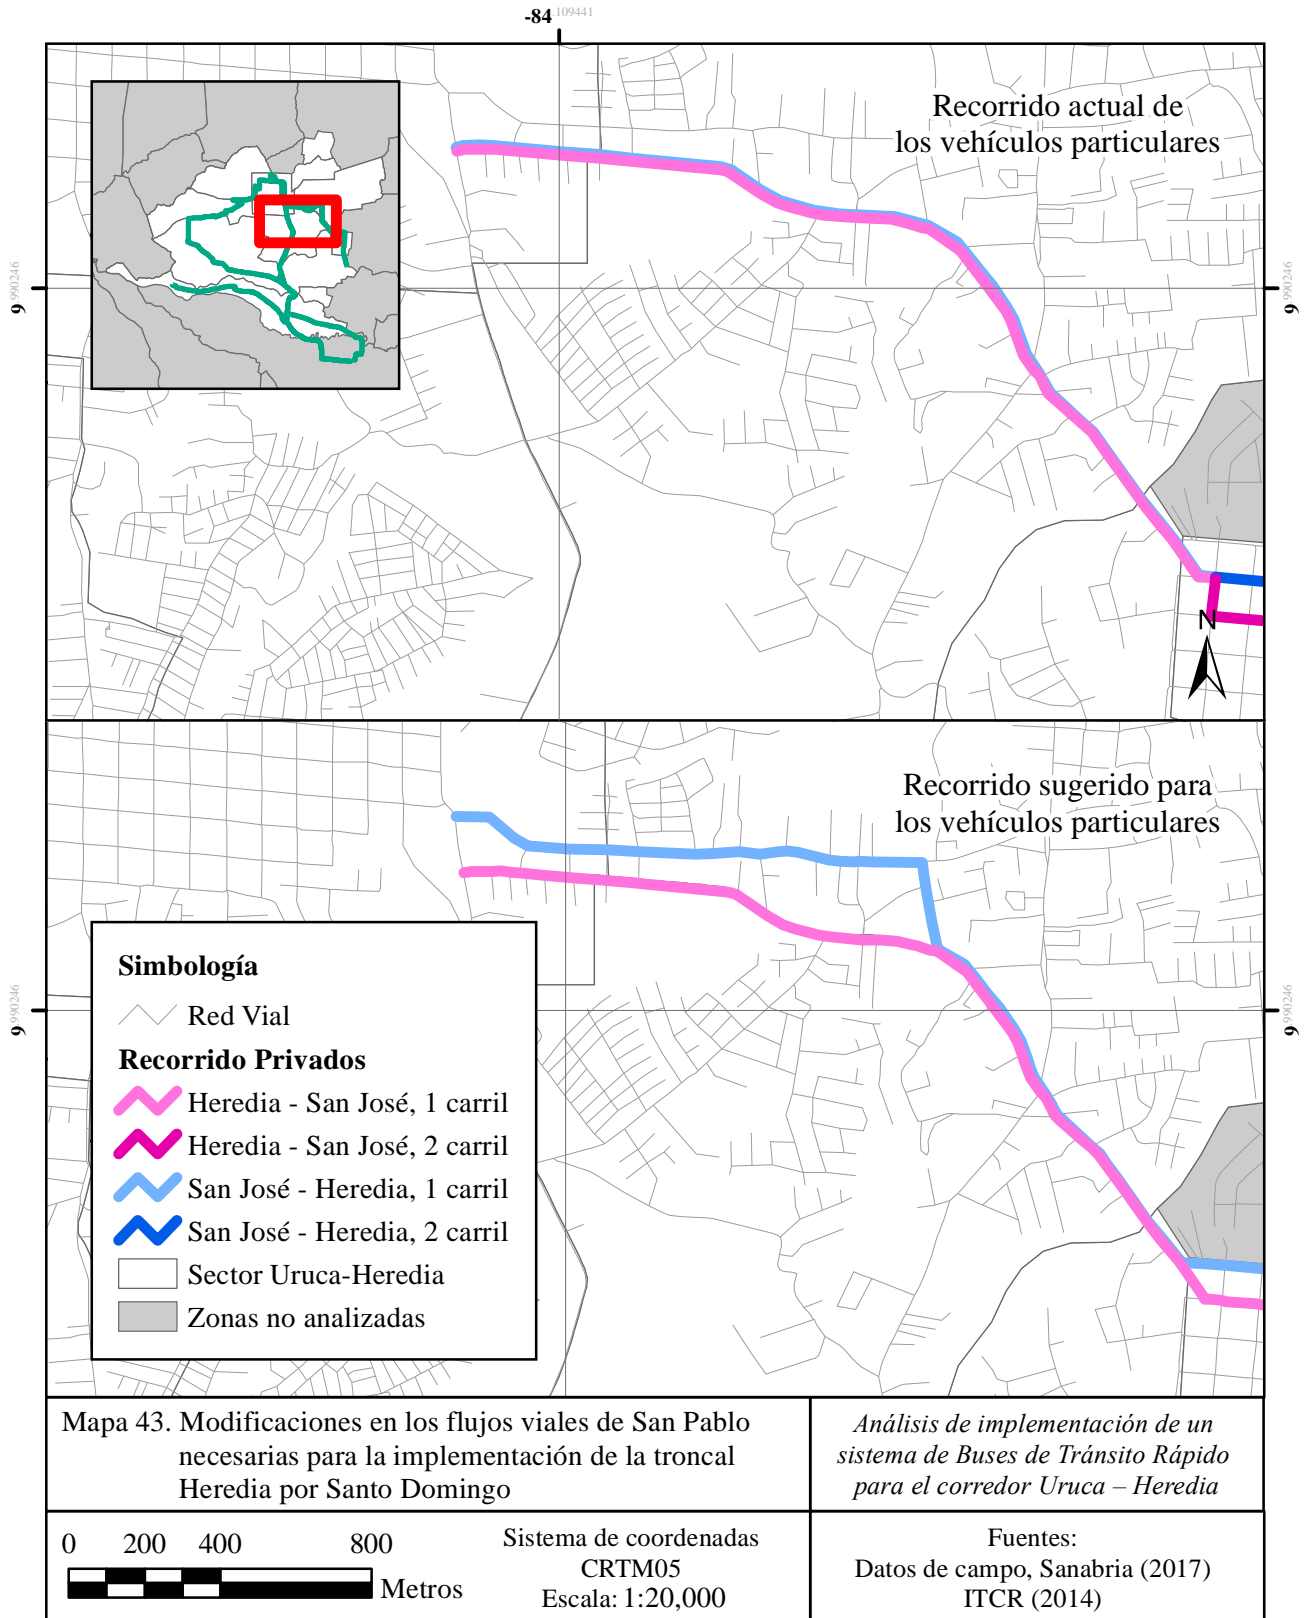 -84.109441
Recorrido actual de
los vehículos particulares
9.990246
9.990246
N
Recorrido sugerido para
los vehículos particulares
9.990246
9.990246
Simbología
Red Vial
Recorrido Privados
Heredia - San José, 1 carril
Heredia - San José, 2 carril
San José - Heredia, 1 carril
San José - Heredia, 2 carril
Sector Uruca-Heredia
Zonas no analizadas
Mapa 43. Modificaciones en los flujos viales de San Pablo
necesarias para la implementación de la troncal
Heredia por Santo Domingo
Análisis de implementación de un
sistema de Buses de Tránsito Rápido
para el corredor Uruca – Heredia
0 200 400 800
Metros
Sistema de coordenadas
CRTM05
Escala: 1:20,000
Fuentes:
Datos de campo, Sanabria (2017)
ITCR (2014)